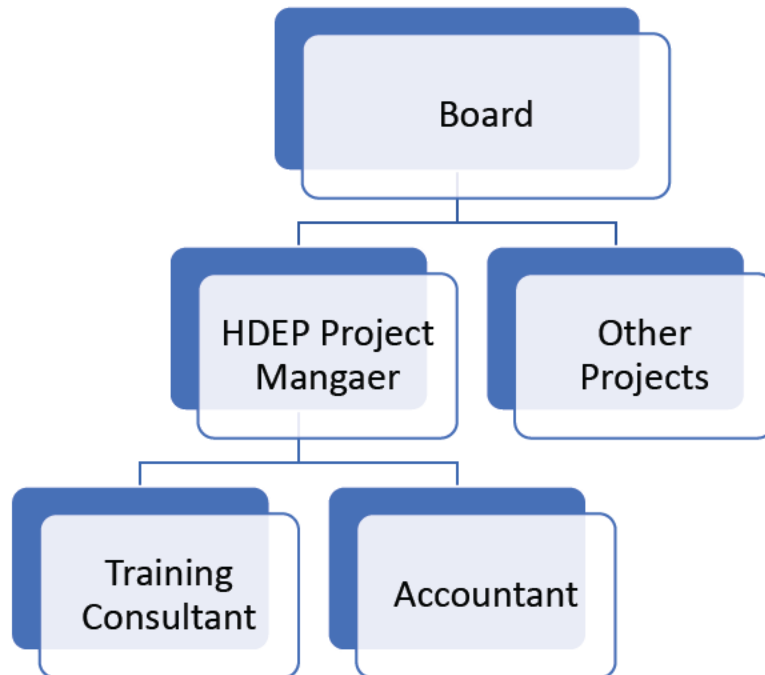 Board
HDEP Project
Mangaer
Other
Projects
Training
Consultant
Accountant